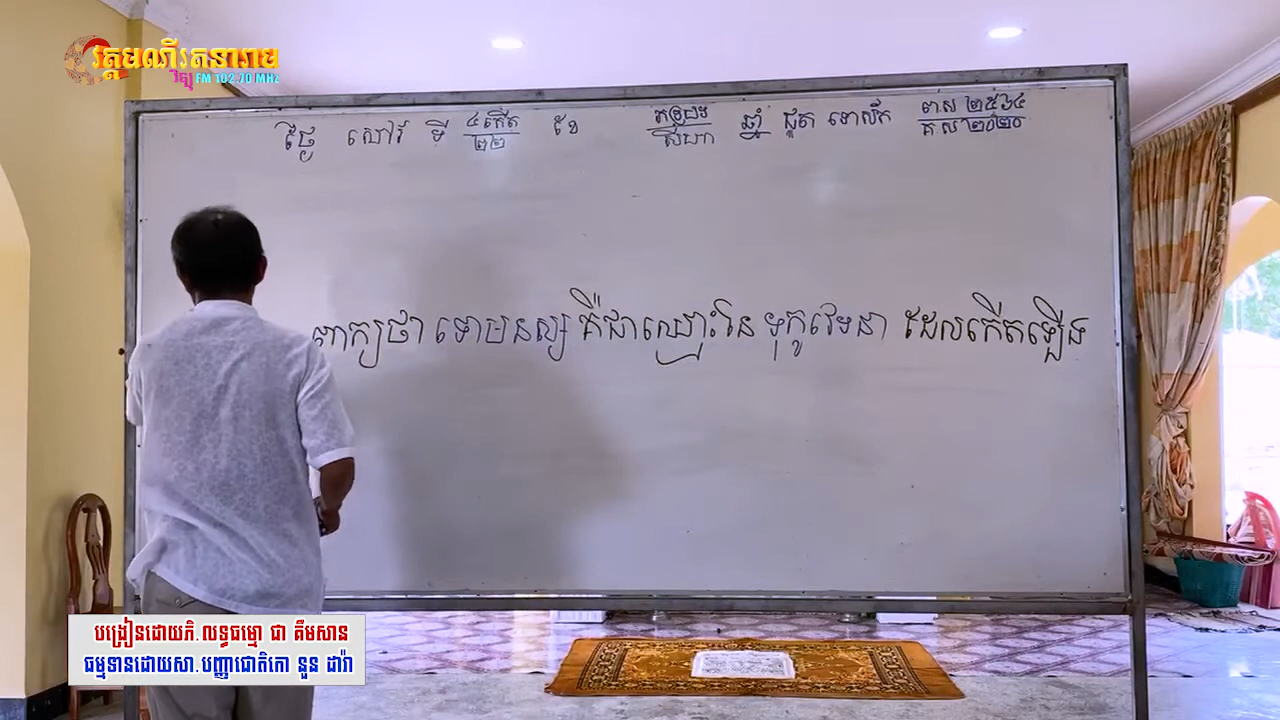 វត្តមណីរតនារាម
វិទ្យុ FM 102.70 MHz
ថ្ងៃ សៅរ៍ ទី ៤កើត ២២ ខែ ភទ្របទ សីហា ឆ្នាំ ជូត ទោស័ក ព.ស ២៥៦៤ គ.ស ២០២០
ពាក្យថា ទោមនស្ស គឺជាឈ្មោះនៃ ទុក្ខវេទនា ដែលកើតឡើង
បង្រៀនដោយភិ.លទ្ធធម្មោ ជា គឹមសាន
ធម្មទានដោយសា.បញ្ញាជោតិកោ នួន ដារ៉ា